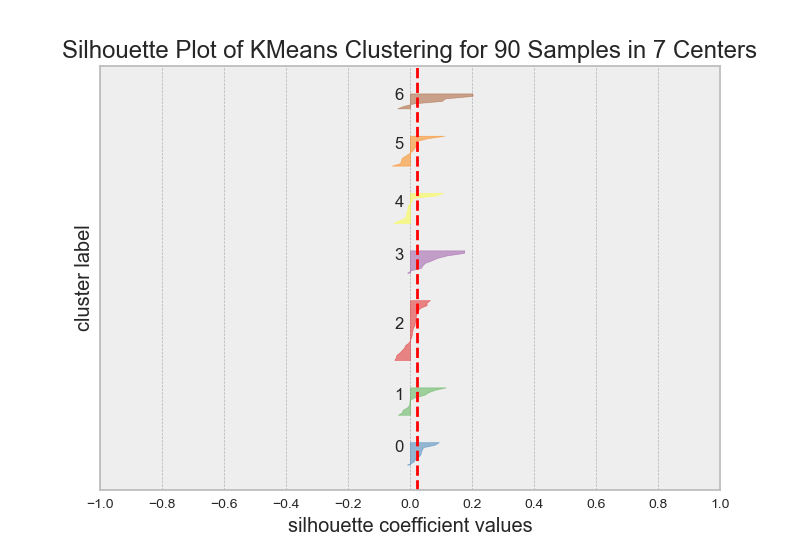 Silhouette Plot of KMeans Clustering for 90 Samples in 7 Centers
6
5
4
3
2
1
0
cluster label
−1.0 −0.8 −0.6 −0.4 −0.2 0.0 0.2 0.4 0.6 0.8 1.0
silhouette coefficient values